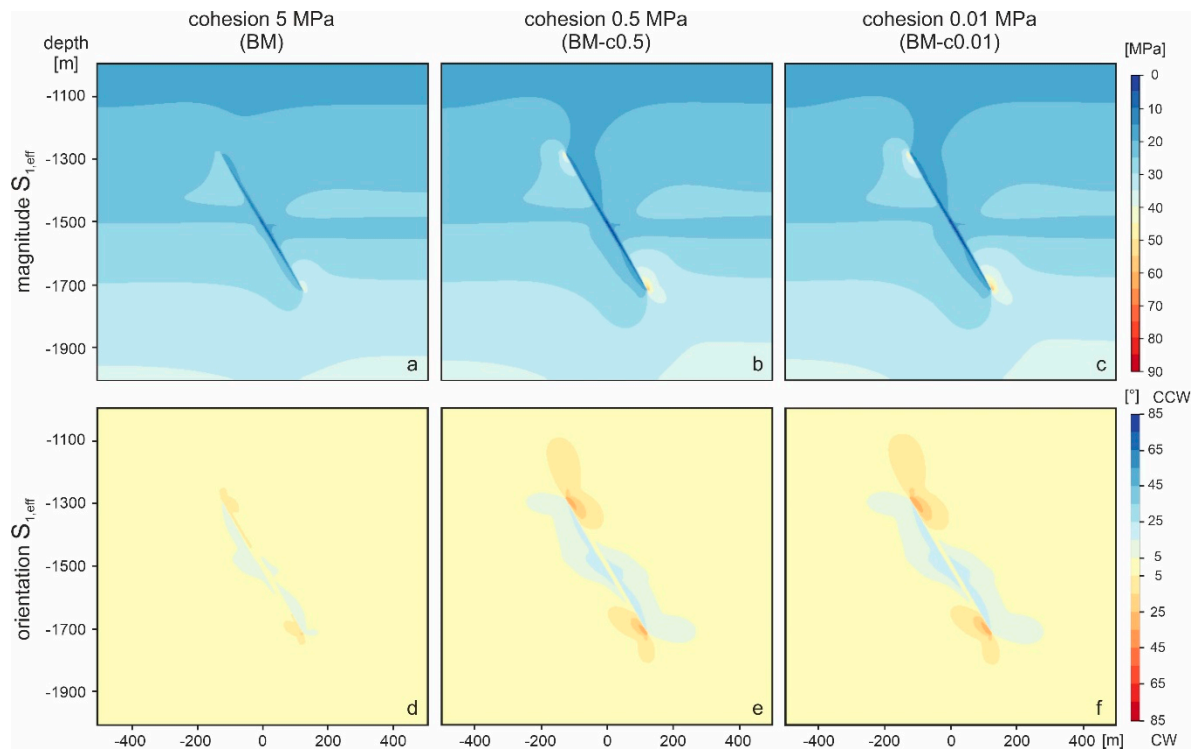 cohesion 5 MPa
(BM)
cohesion 0.5 MPa
(BM-c0.5)
cohesion 0.01 MPa
(BM-c0.01)
depth
[m]
[MPa]
magnitude S1,eff
-1100
-1300
-1500
-1700
-1900
a
b
c
0
10
20
30
40
50
60
70
80
90
orientation S1,eff
-1100
-1300
-1500
-1700
-1900
d
e
f
[°] CCW
85
65
45
25
5
5
25
45
65
85
CW
-400 -200 0 200 400
-400 -200 0 200 400
-400 -200 0 200 400 [m]